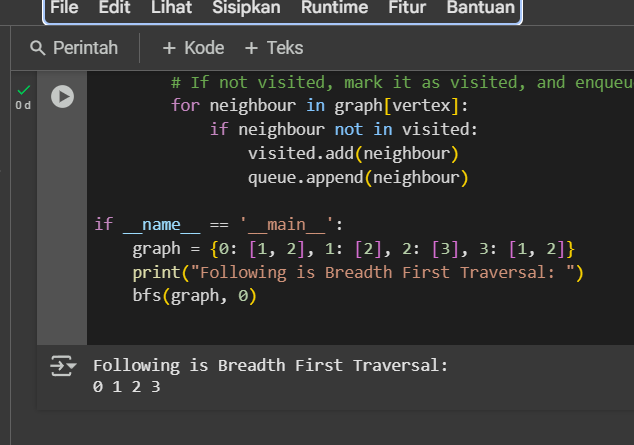 File Edit Lihat Sisipkan Runtime Fitur Bantuan
Perintah + Kode + Teks
0 d
# If not visited, mark it as visited, and enqueu
for neighbour in graph[vertex]:
if neighbour not in visited:
visited.add(neighbour)
queue.append(neighbour)
if __name__ == '__main__':
graph = {0: [1, 2], 1: [2], 2: [3], 3: [1, 2]}
print("Following is Breadth First Traversal: ")
bfs(graph, 0)
Following is Breadth First Traversal:
0 1 2 3